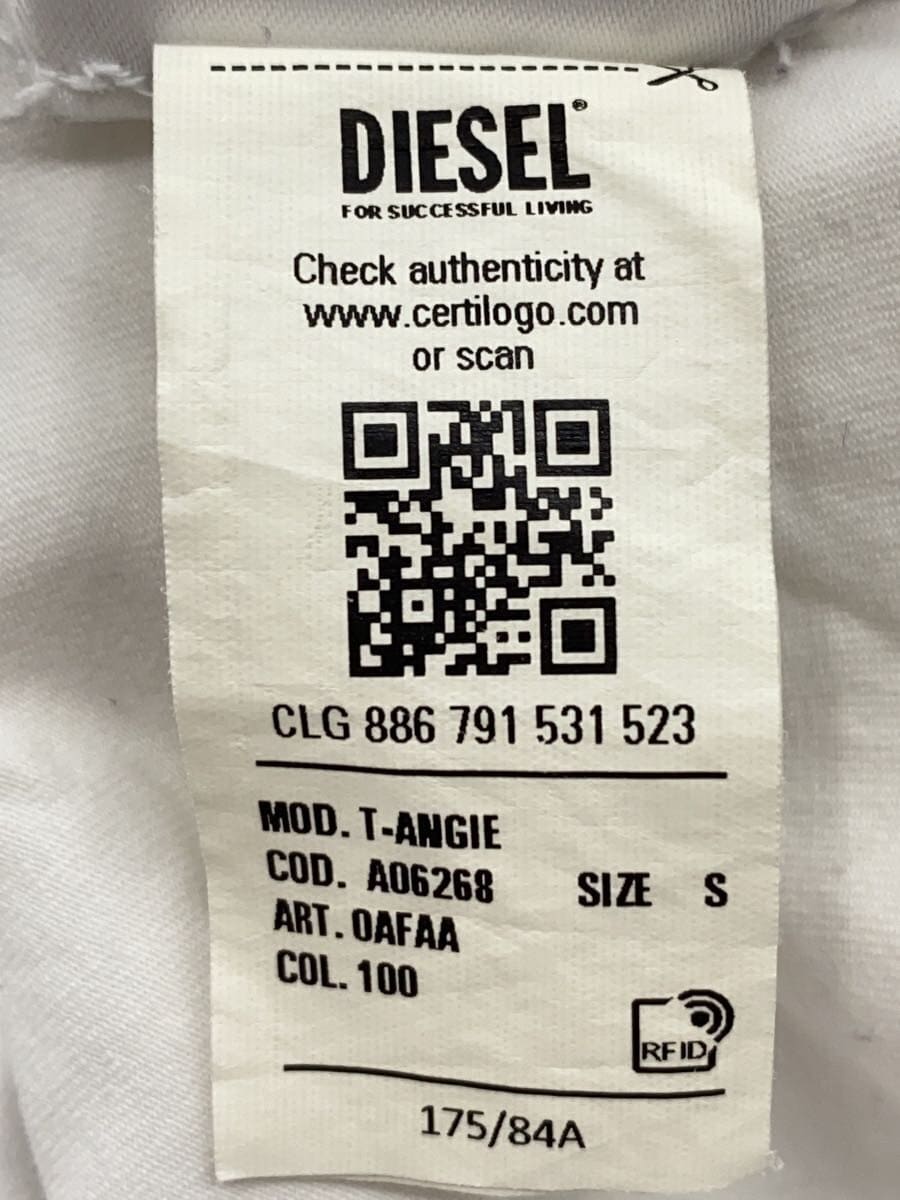 DIESEL®
FOR SUCCESSFUL LIVING
Check authenticity at
www.certilogo.com
or scan
CLG 886 791 531 523
MOD. T-ANGIE
COD. A06268 SIZE S
ART. 0AFAA
COL. 100
RFID
175/84A